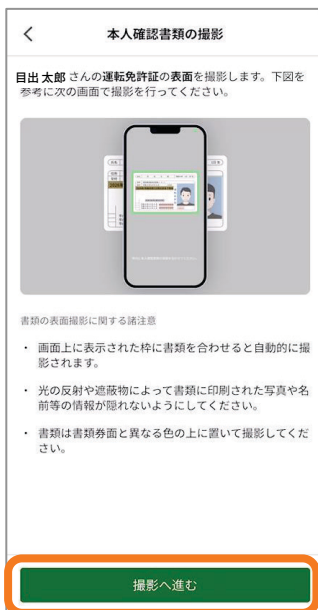 本人確認書類の撮影
目出 太郎 さんの運転免許証の表面を撮影します。下図を
参考に次の画面で撮影を行ってください。
書類の表面撮影に関する諸注意
・ 画面上に表示された枠に書類を合わせると自動的に撮
影されます。
・ 光の反射や遮蔽物によって書類に印刷された写真や名
前等の情報が隠れないようにしてください。
・ 書類は書類券面と異なる色の上に置いて撮影してくだ
さい。
撮影へ進む